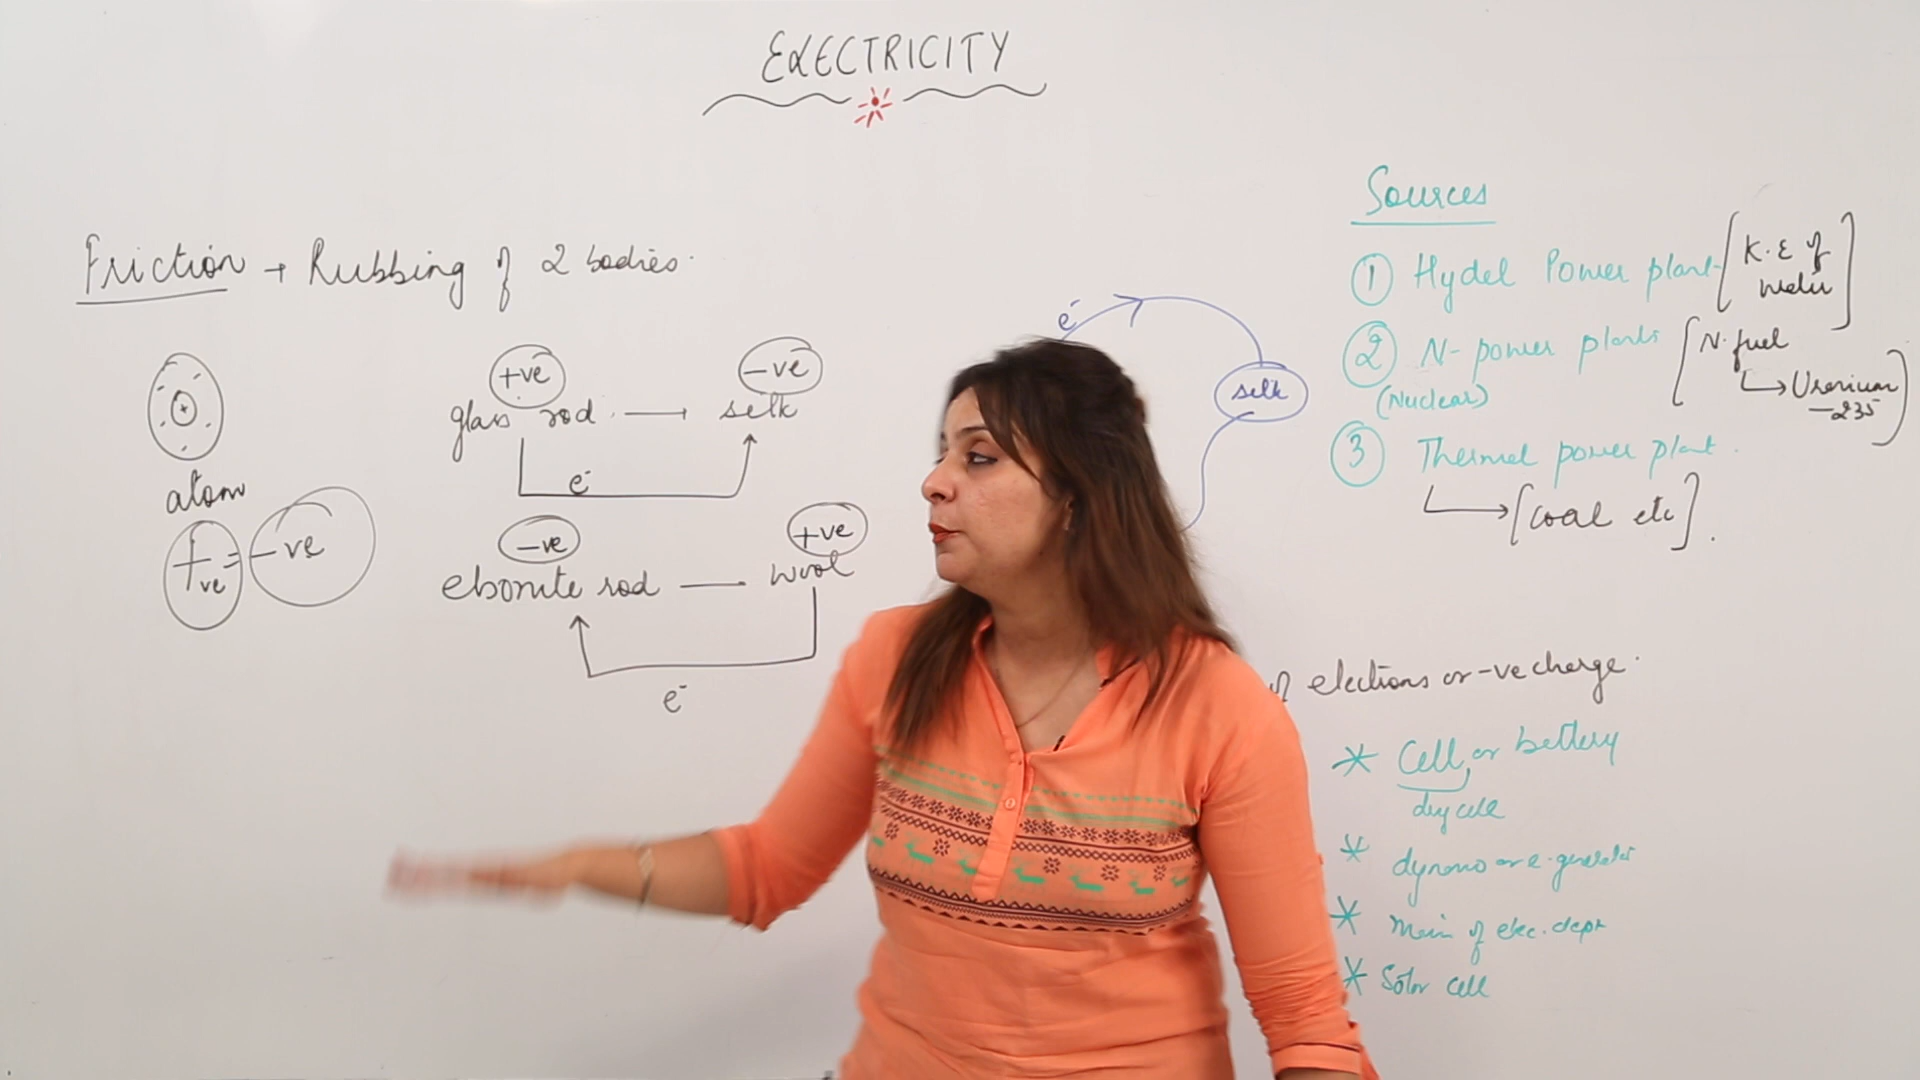 ELECTRICITY
Friction → Rubbing of 2 bodies.
+
atom
+ve = -ve
+ve -ve
glass rod → silk
e⁻
-ve +ve
ebonite rod — wool
e⁻
e⁻
silk
Sources
① Hydel Power plant- [K.E of
water]
② N-power plants [N.fuel
(Nuclear) ↳ Uranium
-235]
③ Thermal power plant.
↳ [coal etc].
of electrons or -ve charge.
* Cell, or battery
dry cell
* dynamo or e.generator
* Main of elec.dept
* Solar cell